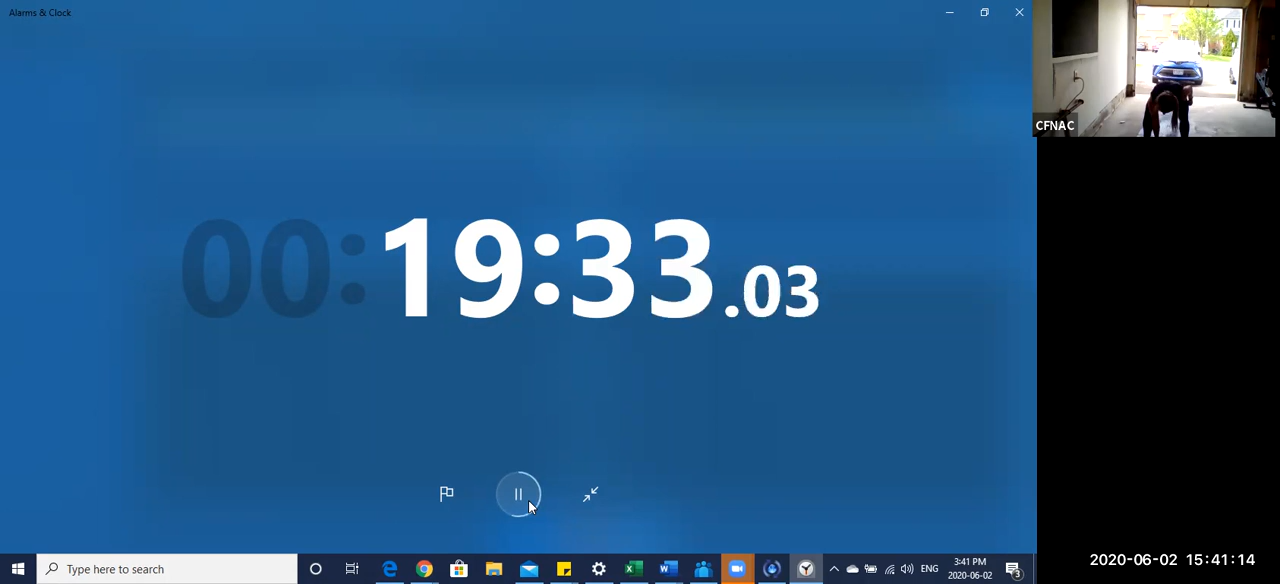 Alarms & Clock
CFNAC
00:19:33.03
Type here to search
ENG
3:41 PM
2020-06-02
3
2020-06-02 15:41:14